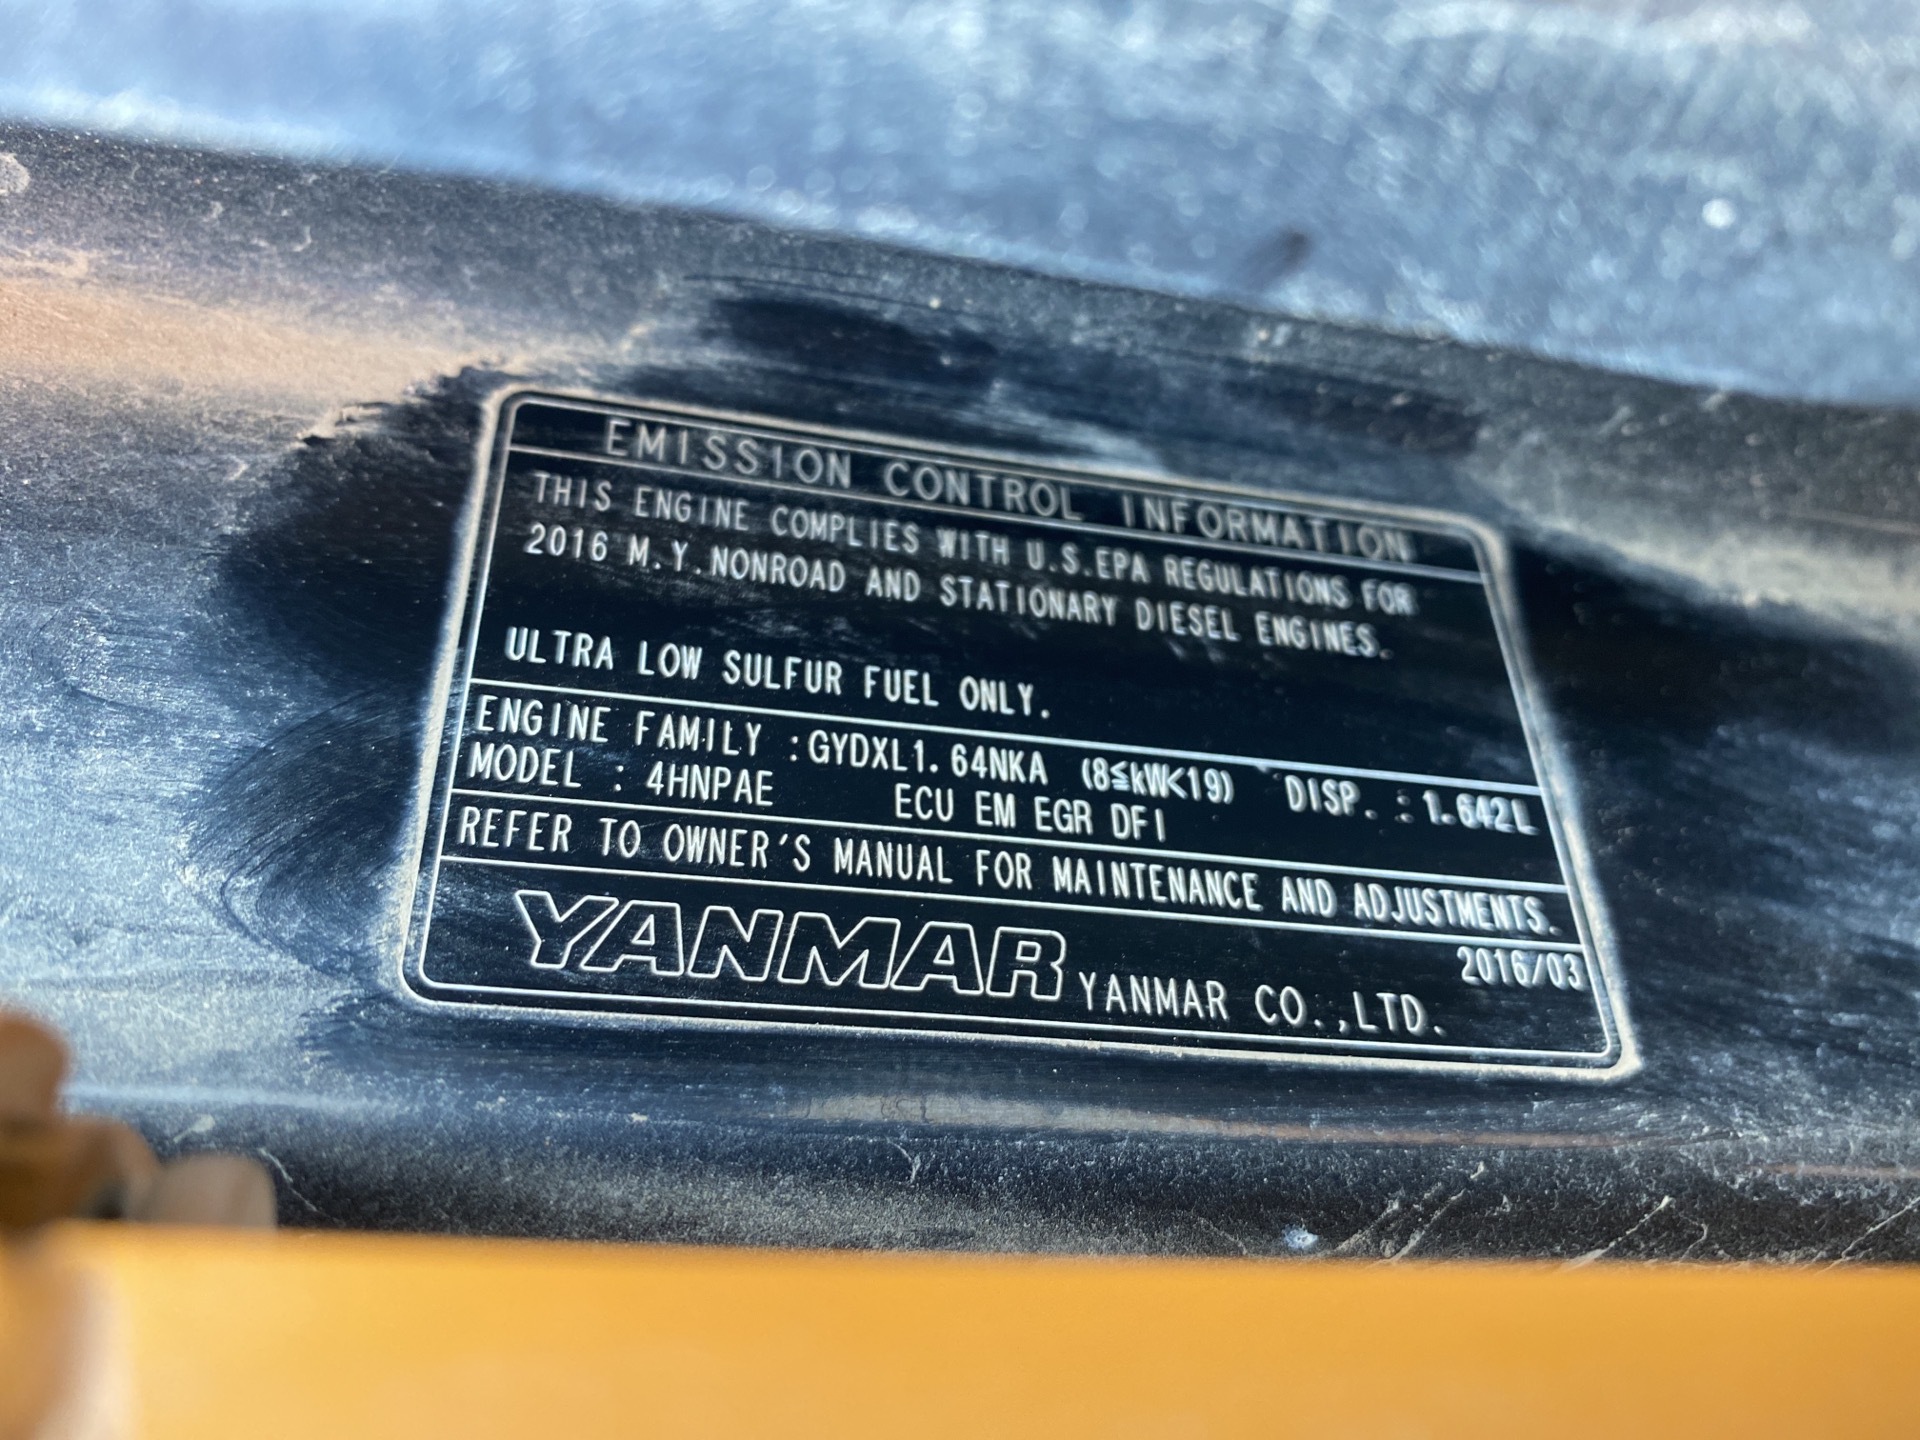 EMISSION CONTROL INFORMATION
THIS ENGINE COMPLIES WITH U.S.EPA REGULATIONS FOR
2016 M.Y.NONROAD AND STATIONARY DIESEL ENGINES.
ULTRA LOW SULFUR FUEL ONLY.
ENGINE FAMILY :GYDXL1.64NKA (8≦kW<19) DISP. : 1.642L
MODEL : 4HNPAE ECU EM EGR DFI
REFER TO OWNER'S MANUAL FOR MAINTENANCE AND ADJUSTMENTS.
2016/03
YANMAR YANMAR CO.,LTD.